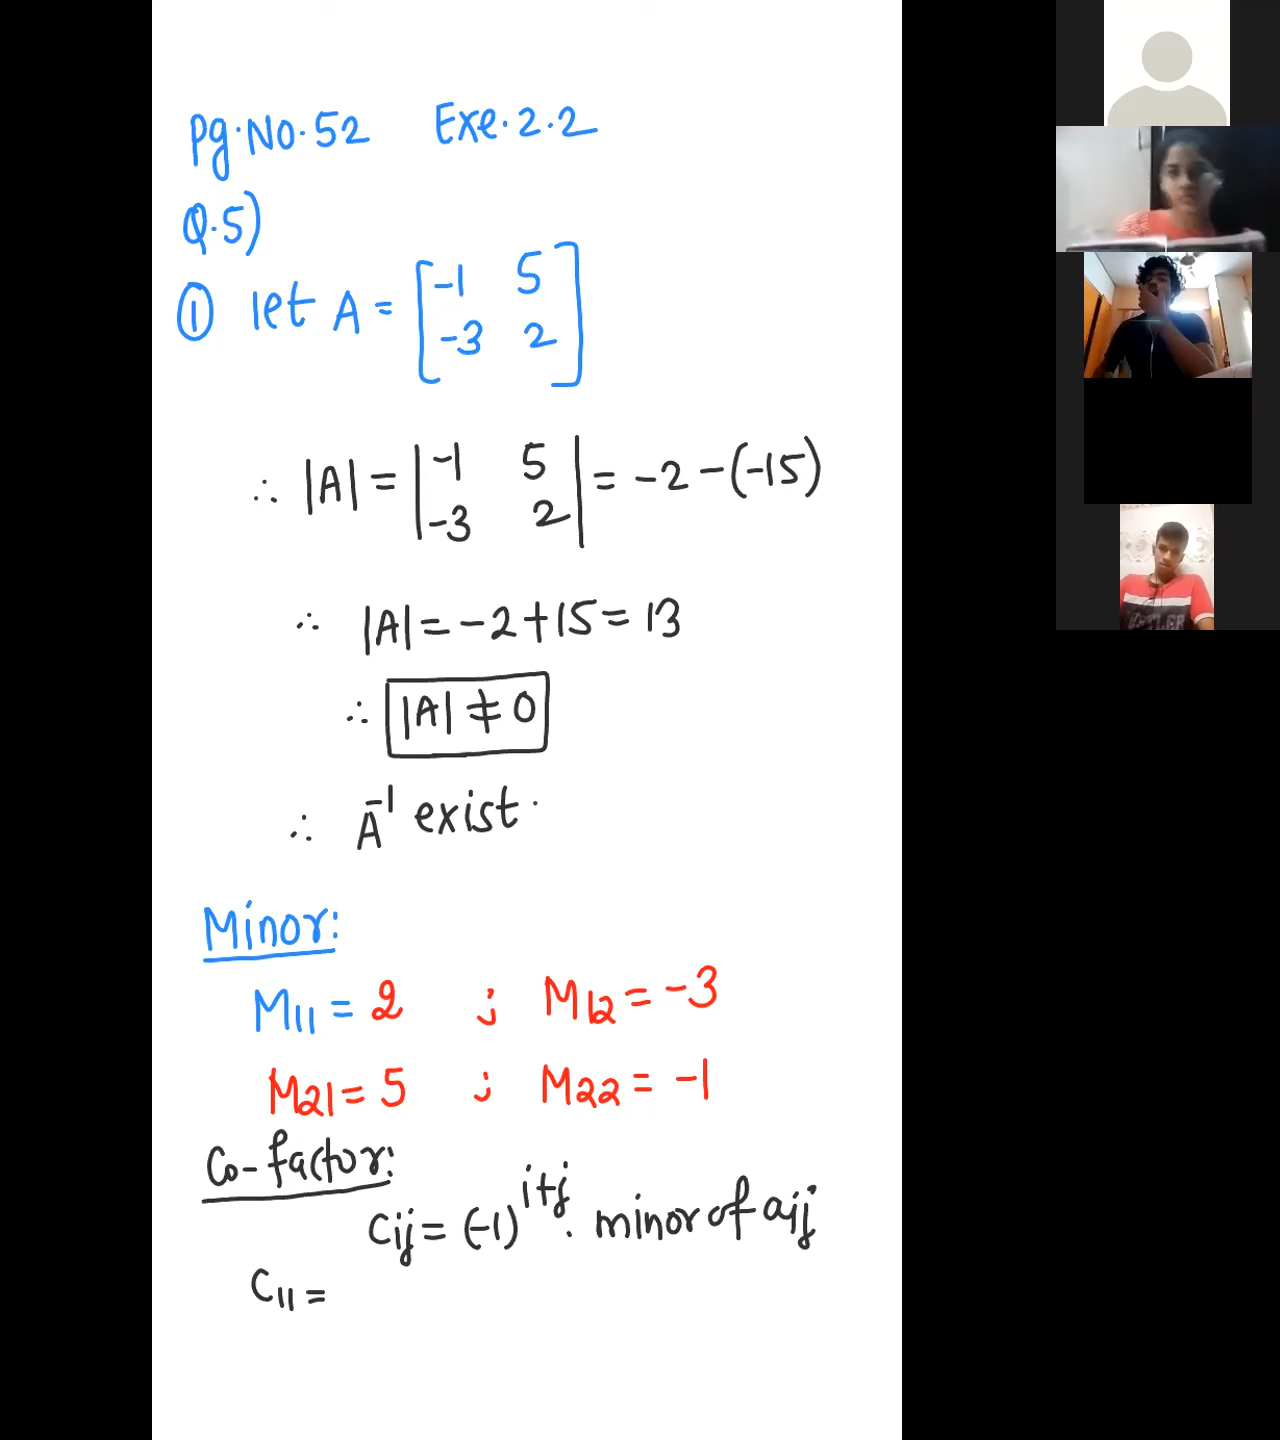 Pg.No.52 Exe.2.2
Q.5)
① let A = [-1 5
-3 2]
∴ |A| = |-1 5
-3 2| = -2 -(-15)
∴ |A| = -2+15 = 13
∴ |A| ≠ 0
∴ A⁻¹ exist.
Minor:
M11 = 2 ; M12 = -3
M21 = 5 ; M22 = -1
Co-factor:
Cij = (-1)^i+j . minor of aij
C11 =